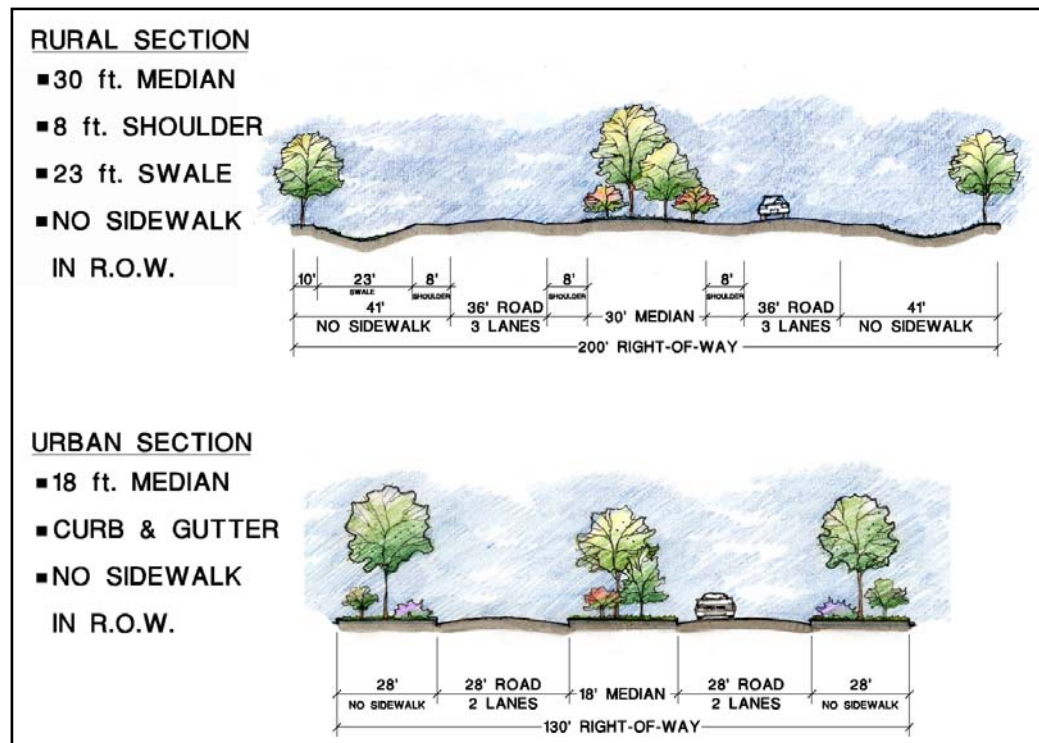 RURAL SECTION
▪30 ft. MEDIAN
▪8 ft. SHOULDER
▪23 ft. SWALE
▪NO SIDEWALK
IN R.O.W.
10' 23' 8' 8' 8'
SWALE SHOULDER SHOULDER SHOULDER
41' 36' ROAD 30' MEDIAN 36' ROAD 41'
NO SIDEWALK 3 LANES 3 LANES NO SIDEWALK
200' RIGHT-OF-WAY
URBAN SECTION
▪18 ft. MEDIAN
▪CURB & GUTTER
▪NO SIDEWALK
IN R.O.W.
28' 28' ROAD 18' MEDIAN 28' ROAD 28'
NO SIDEWALK 2 LANES 2 LANES NO SIDEWALK
130' RIGHT-OF-WAY